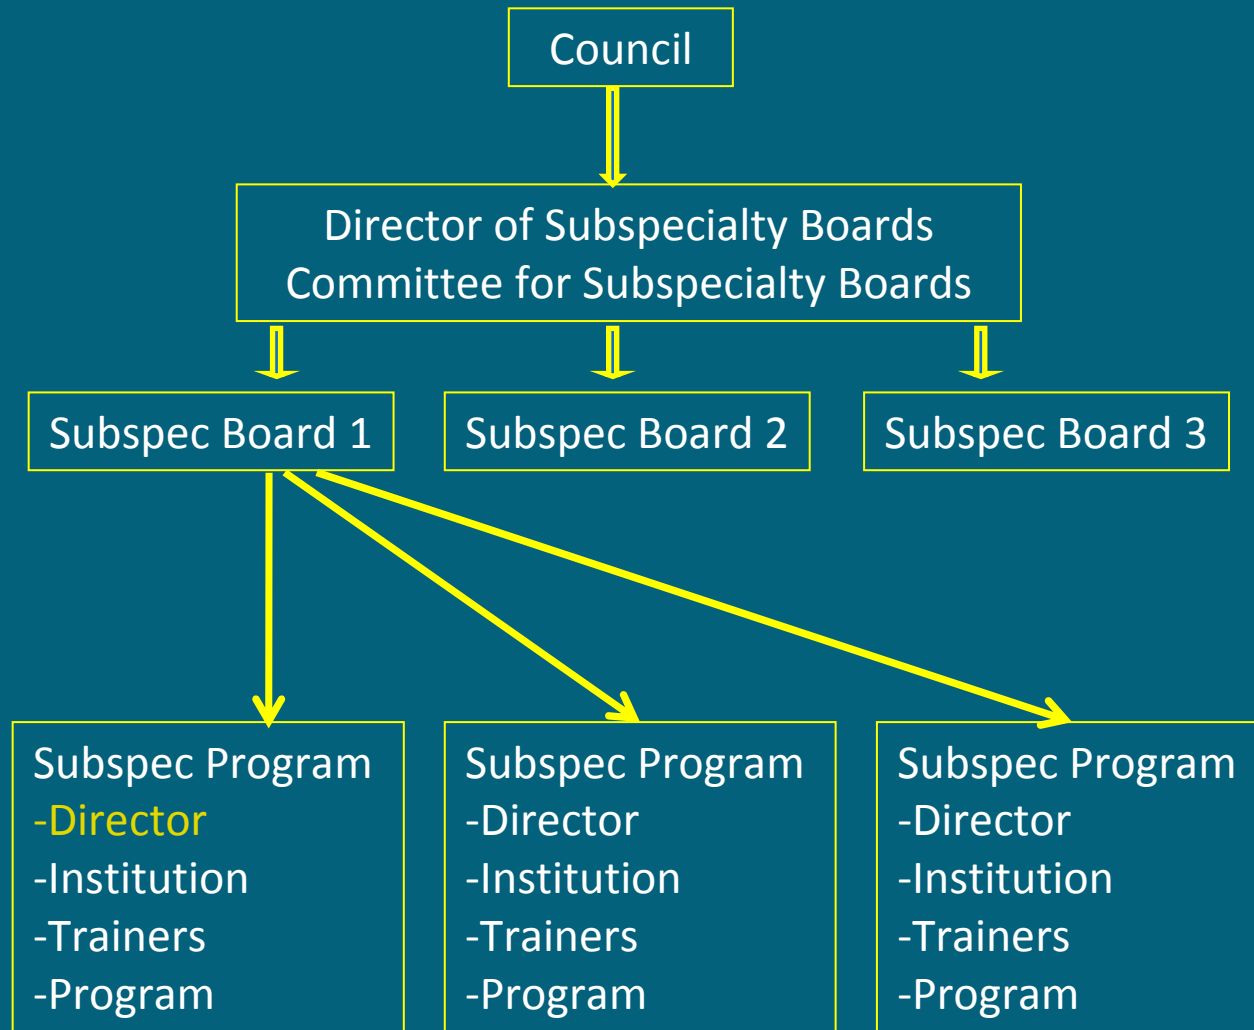 Council
Director of Subspecialty Boards
Committee for Subspecialty Boards
Subspec Board 1
Subspec Board 2
Subspec Board 3
Subspec Program
-Director
-Institution
-Trainers
-Program
Subspec Program
-Director
-Institution
-Trainers
-Program
Subspec Program
-Director
-Institution
-Trainers
-Program